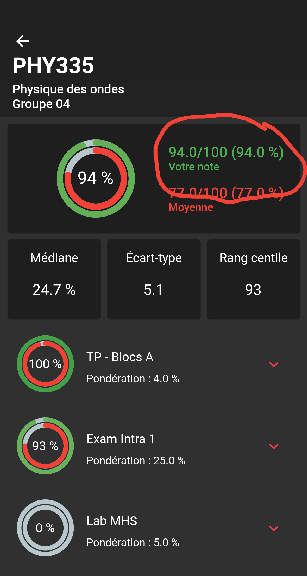 PHY335
Physique des ondes
Groupe 04
94 %
94.0/100 (94.0 %)
Votre note
77.0/100 (77.0 %)
Moyenne
Médiane
24.7 %
Écart-type
5.1
Rang centile
93
100 %
TP - Blocs A
Pondération : 4.0 %
93 %
Exam Intra 1
Pondération : 25.0 %
0 %
Lab MHS
Pondération : 5.0 %